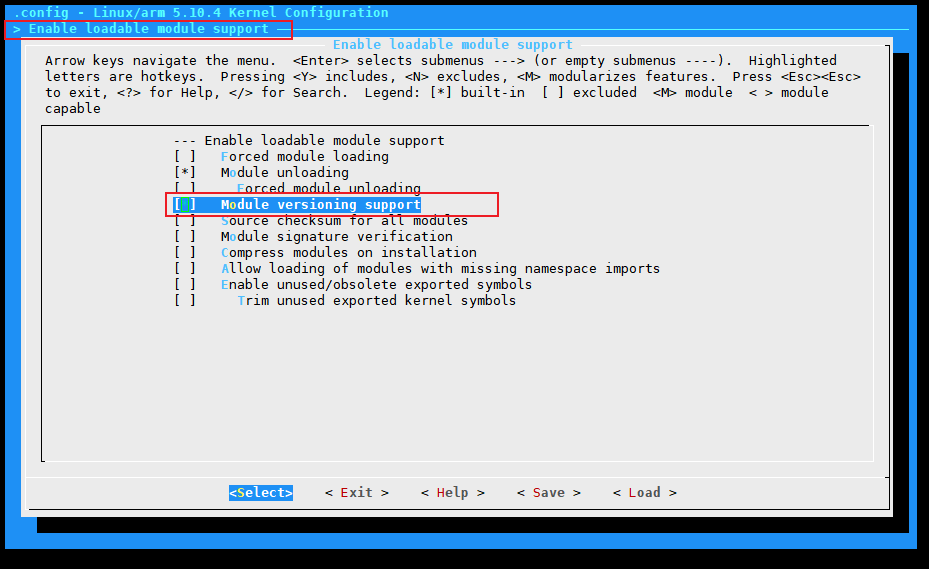 .config - Linux/arm 5.10.4 Kernel Configuration
> Enable loadable module support
Enable loadable module support
Arrow keys navigate the menu.  <Enter> selects submenus ---> (or empty submenus ----).  Highlighted
letters are hotkeys.  Pressing <Y> includes, <N> excludes, <M> modularizes features.  Press <Esc><Esc>
to exit, <?> for Help, </> for Search.  Legend: [*] built-in  [ ] excluded  <M> module  < > module
capable
--- Enable loadable module support
[ ]   Forced module loading
[*]   Module unloading
[ ]     Forced module unloading
[*]   Module versioning support
[ ]   Source checksum for all modules
[ ]   Module signature verification
[ ]   Compress modules on installation
[ ]   Allow loading of modules with missing namespace imports
[ ]   Enable unused/obsolete exported symbols
[ ]     Trim unused exported kernel symbols
<Select>    < Exit >    < Help >    < Save >    < Load >